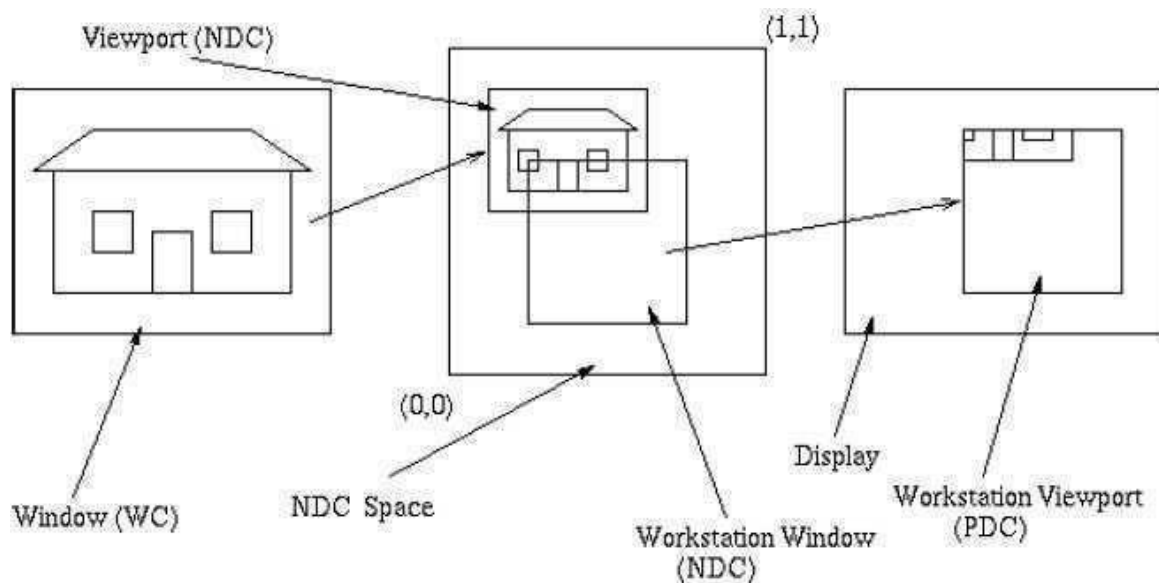 (1,1)
Viewport (NDC)
(0,0)
Display
NDC Space
Window (WC)
Workstation Viewport
(PDC)
Workstation Window
(NDC)